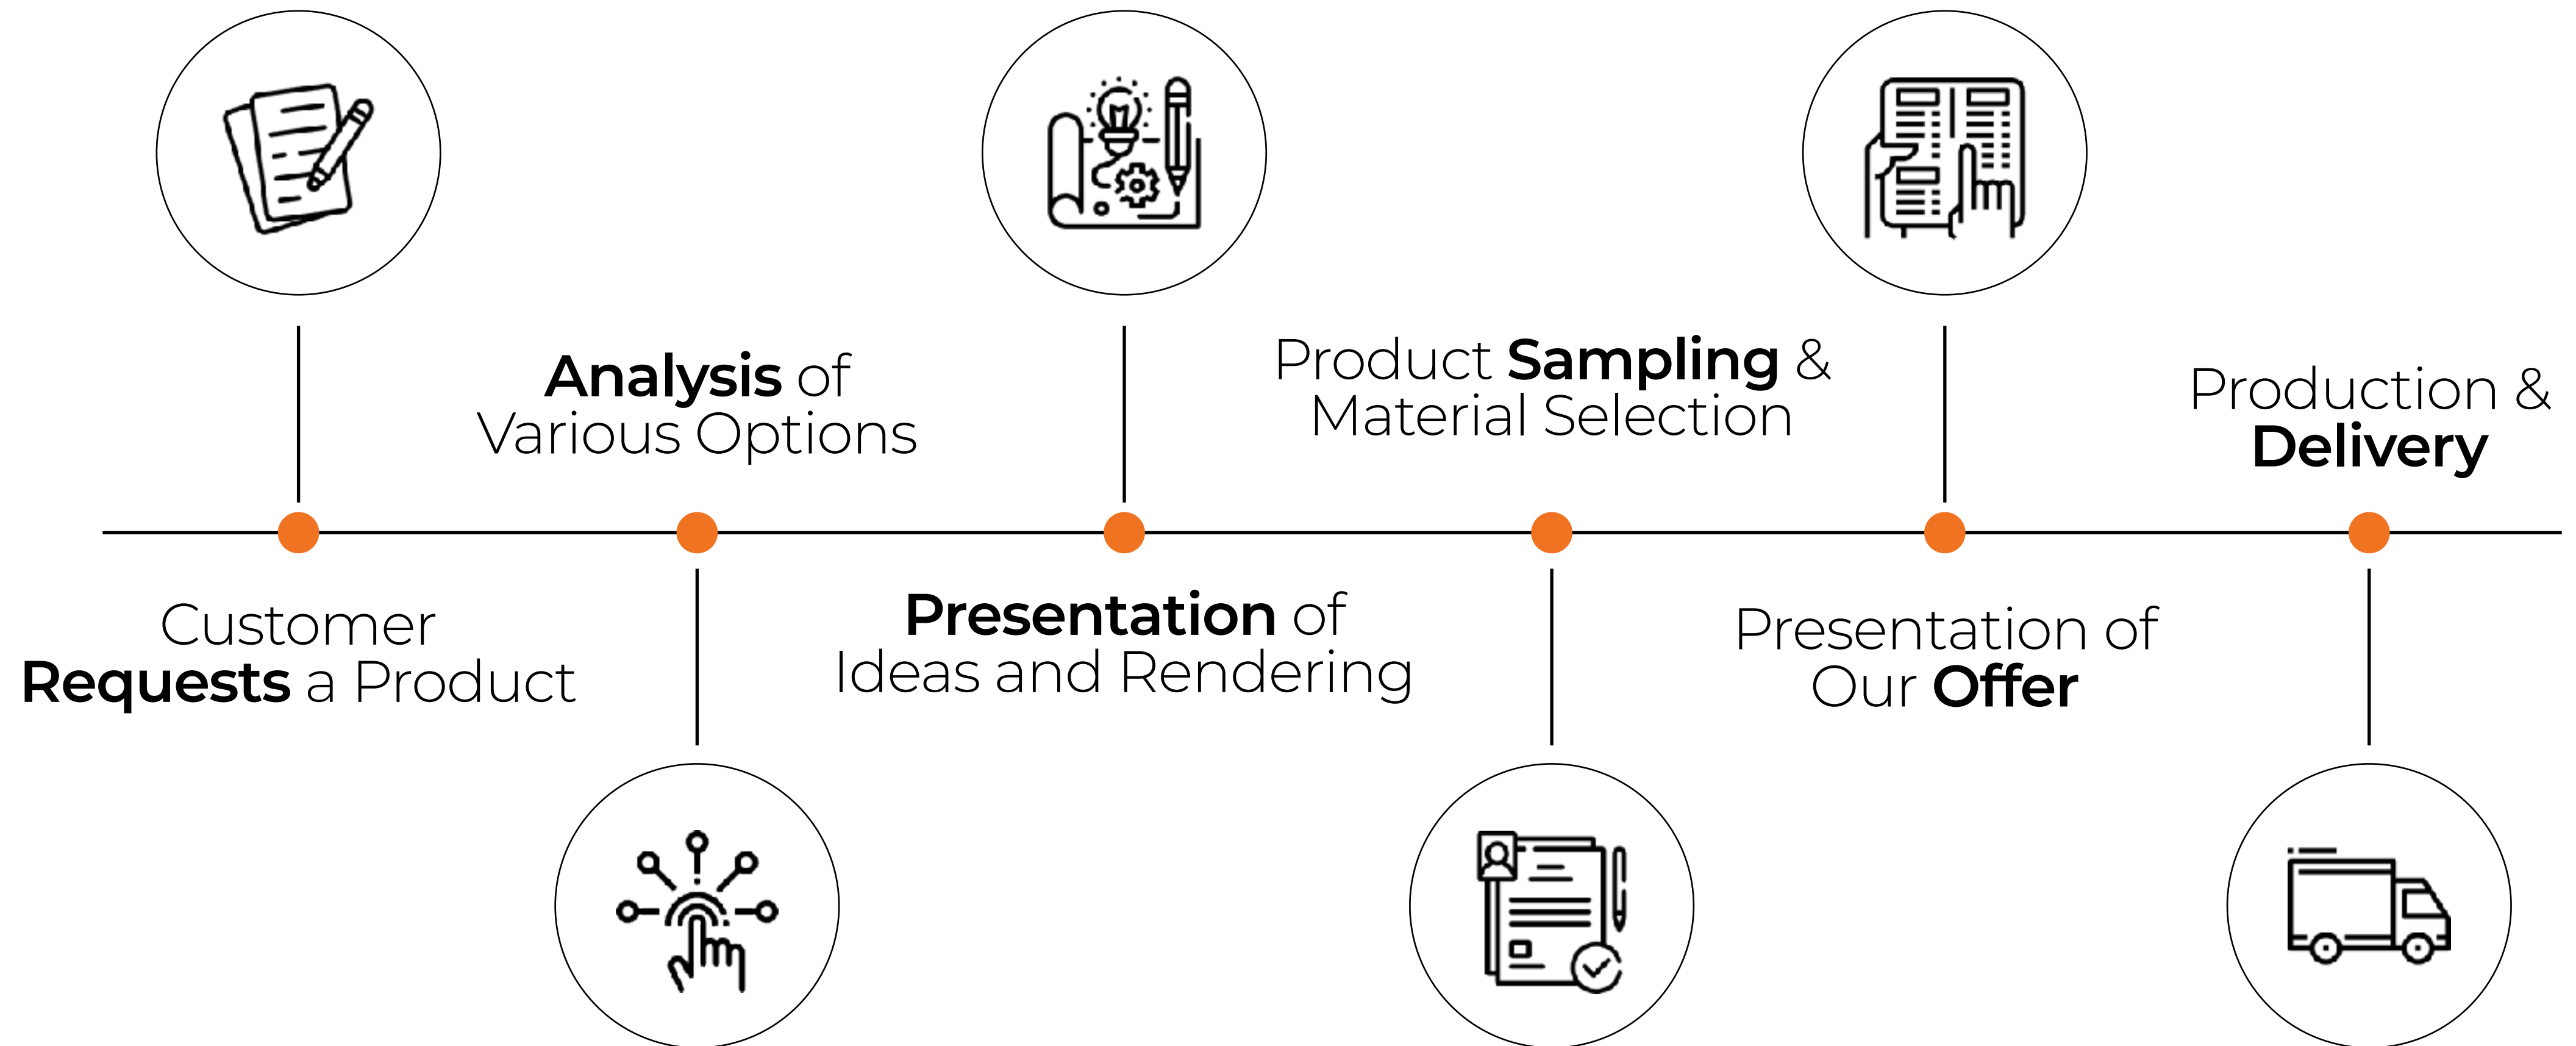 Customer
Requests a Product
Analysis of
Various Options
Presentation of
Ideas and Rendering
Product Sampling &
Material Selection
Presentation of
Our Offer
Production &
Delivery